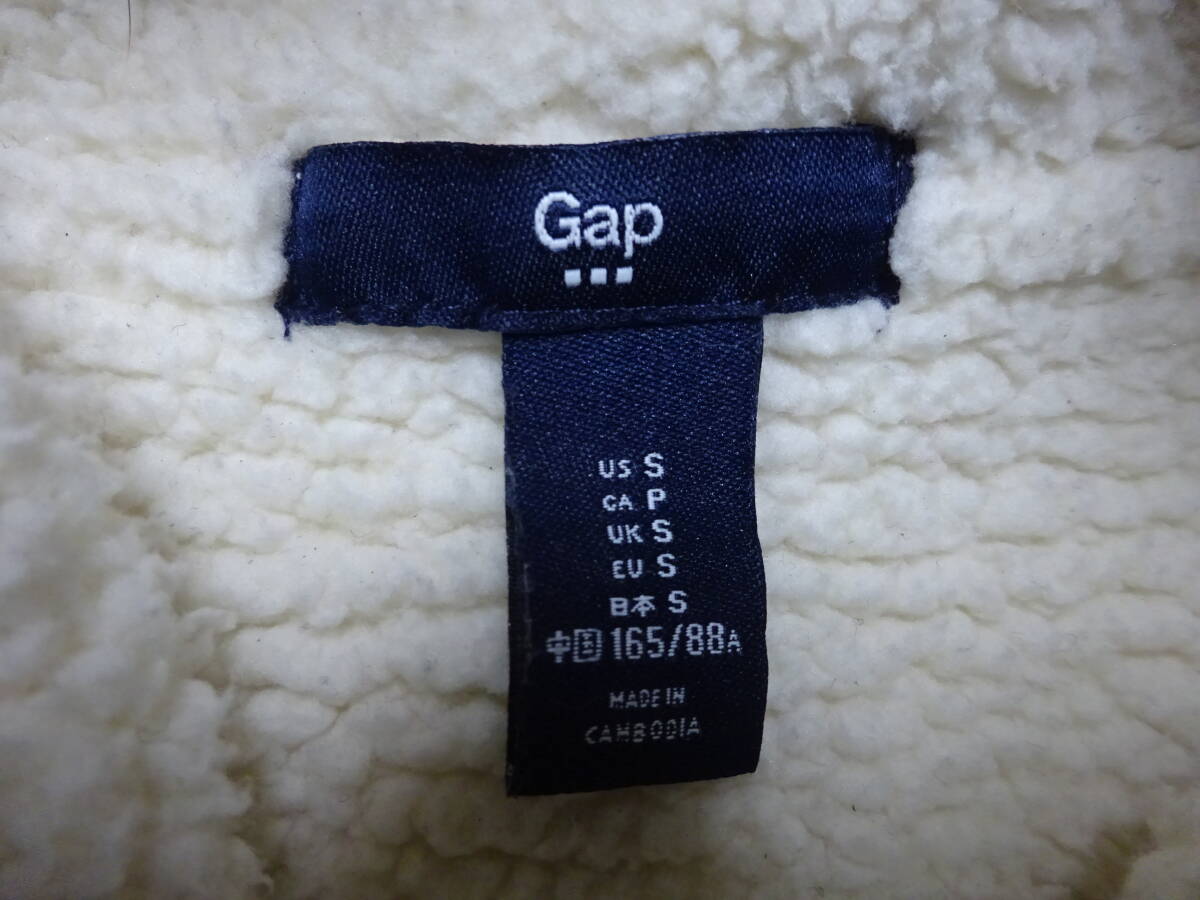 Gap
US S
CA P
UK S
EU S
日本 S
中国 165/88A
MADE IN
CAMBODIA